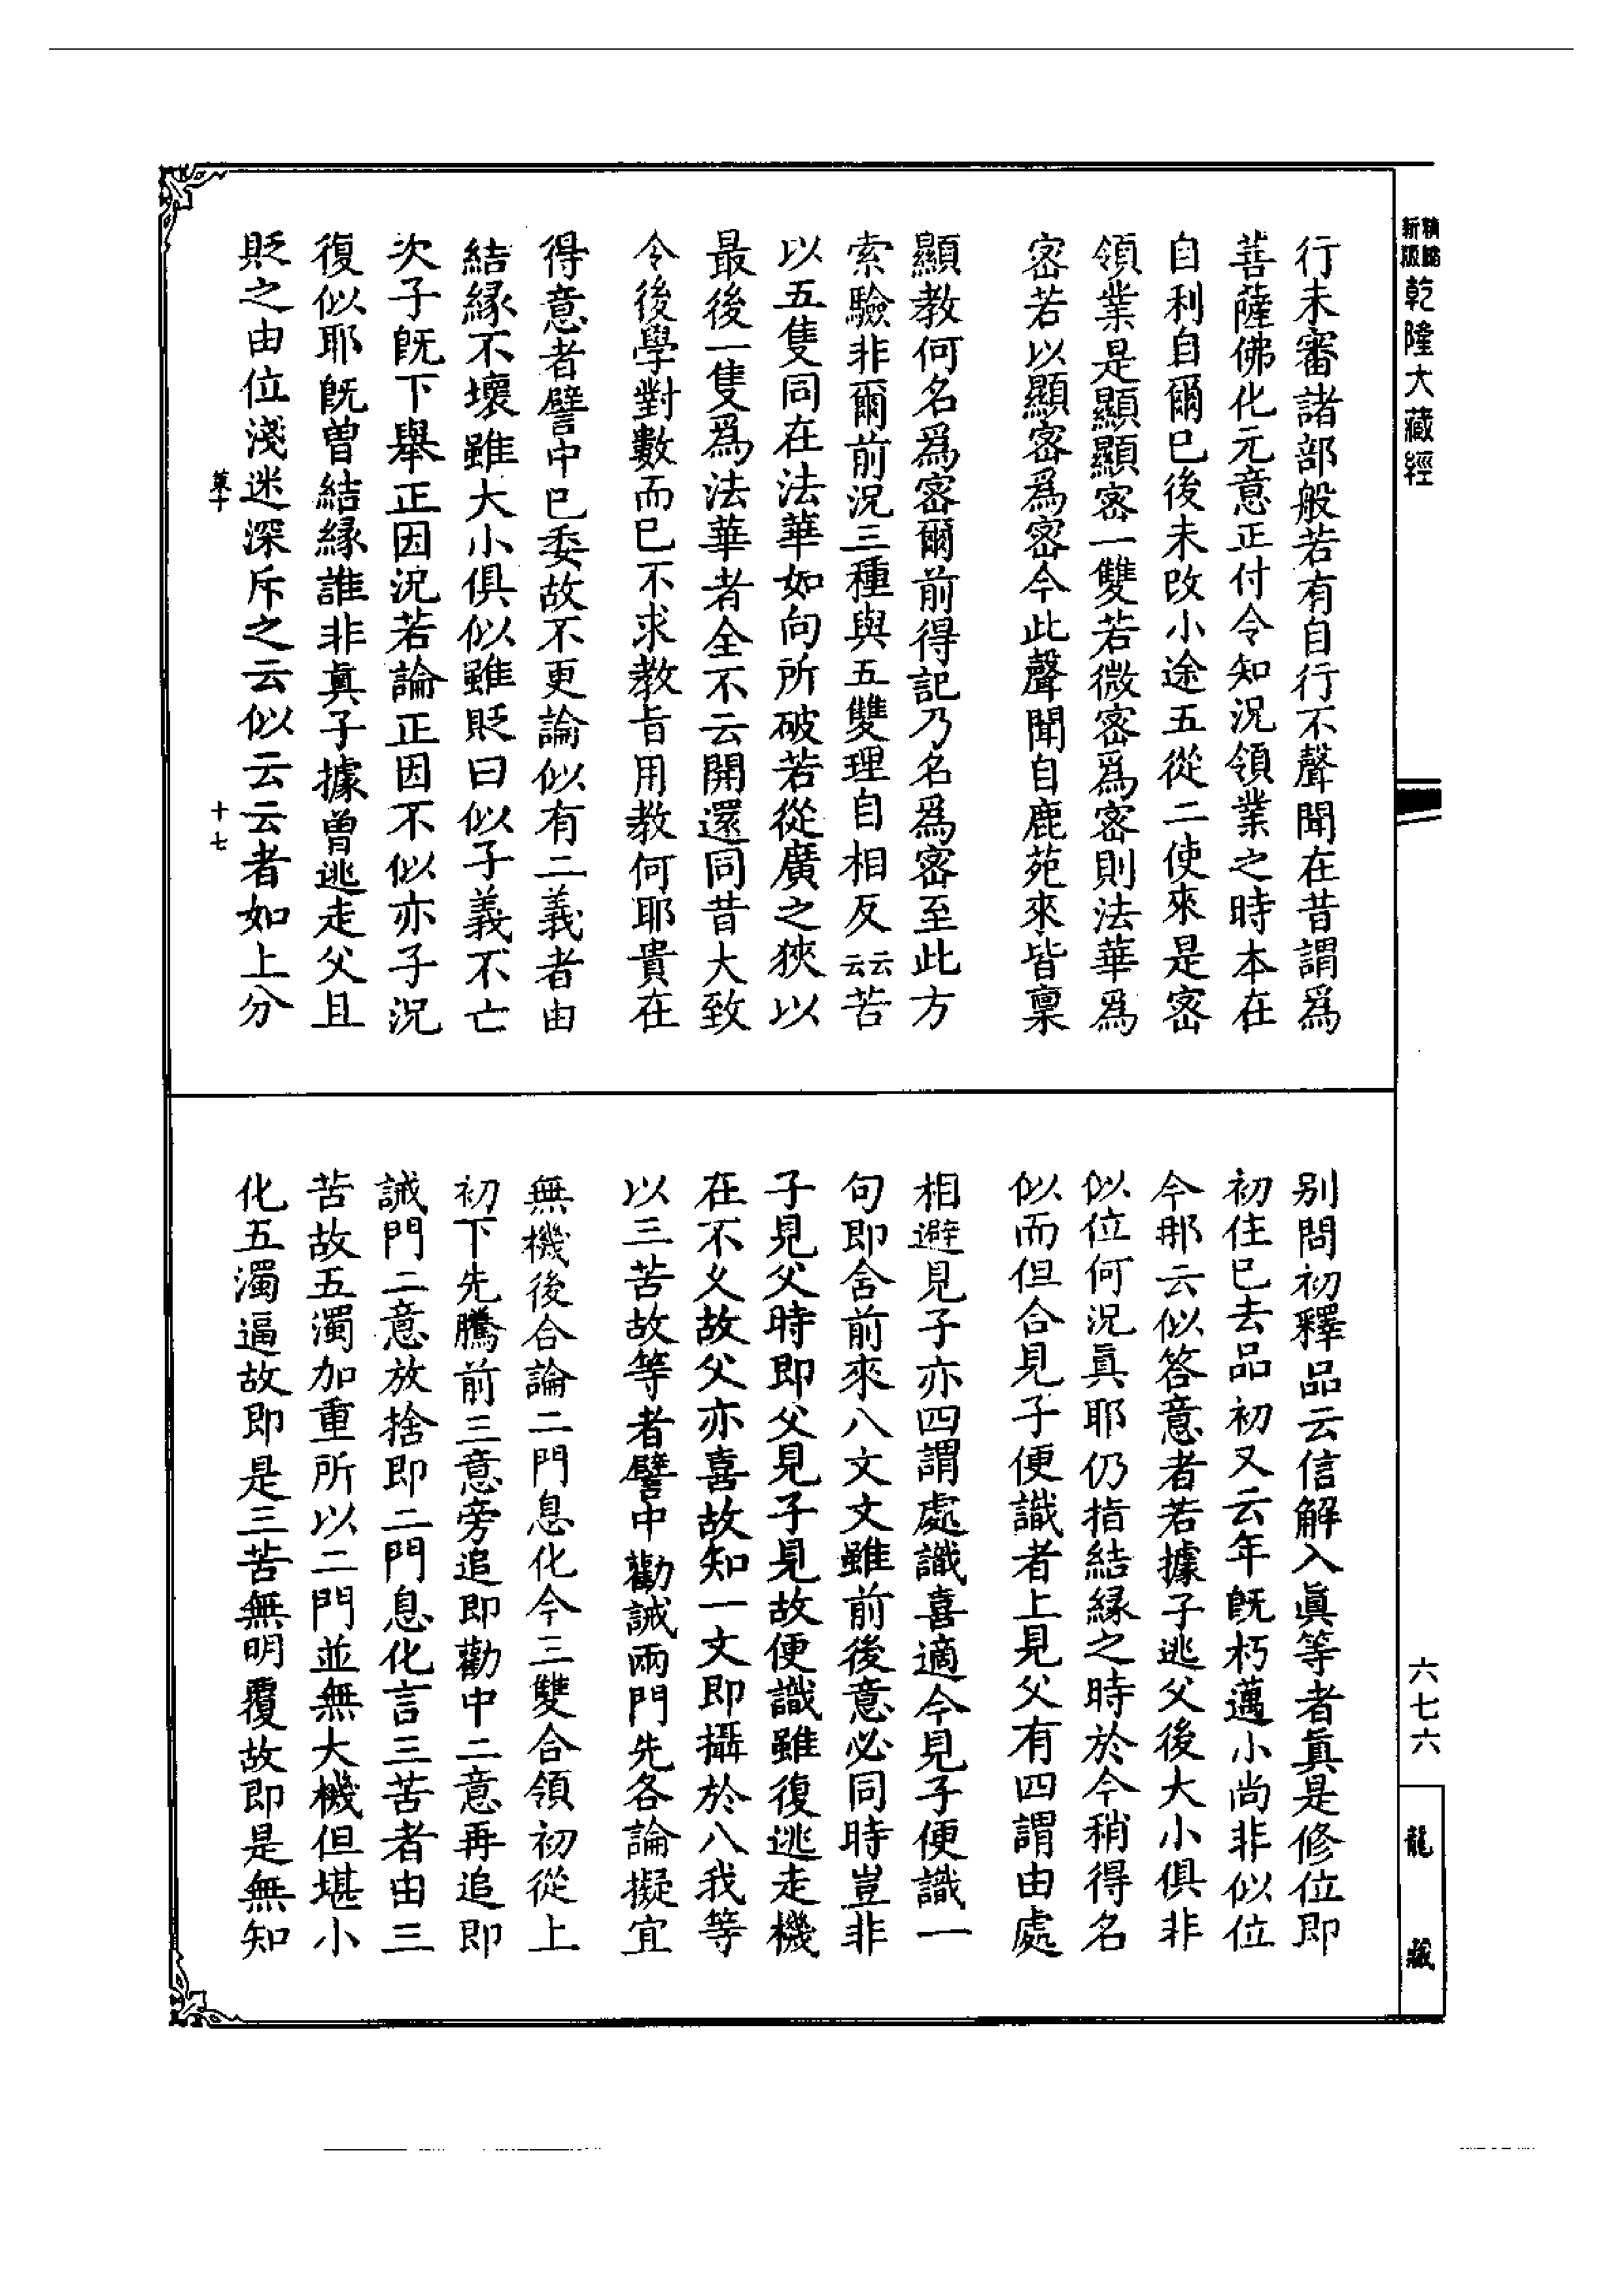 新版精縮乾隆大藏經
行未審諸部般若有自行不聲聞在昔謂爲
菩薩佛化元意正付令知況領業之時本在
自利自爾已後未改小途五從二使來是密
領業是顯顯密一雙若微密爲密則法華爲
密若以顯密爲密今此聲聞自鹿苑來皆稟
顯教何名爲密爾前得記乃名爲密至此方
索驗非爾前況三種與五雙理自相反云云苦
以五隻同在法華如向所破若從廣之狹以
最後一隻爲法華者全不云開還同昔大致
令後學對數而已不求教旨用教何耶貴在
得意者譬中已委故不更論似有二義者由
結緣不壞雖大小俱似雖貶曰似子義不亡
次子旣下舉正因況若論正因不似亦子況
復似耶旣曾結緣誰非眞子據曾逃走父且
貶之由位淺迷深斥之云似云云者如上分
十七
別問初釋品云信解入眞等者眞是修位即
初住已去品初又云年旣朽邁小尚非似位
今那云似答意者若據子逃父後大小俱非
似位何況眞耶仍指結緣之時於今稍得名
似而但合見子便識者上見父有四謂由處
相避見子亦四謂處識喜適今見子便識一
句即舍前來八文文雖前後意必同時豈非
子見父時即父見子見故便識雖復逃走機
在不乆故父亦喜故知一文即攝於八我等
以三苦故等者譬中勸誡兩門先各論擬宜
無機後合論二門息化今三雙合領初從上
初下先騰前三意旁追即勸中二意再追即
誡門二意放捨即二門息化言三苦者由三
苦故五濁加重所以二門並無大機但堪小
化五濁逼故即是三苦無明覆故即是無知
六七六
龍藏